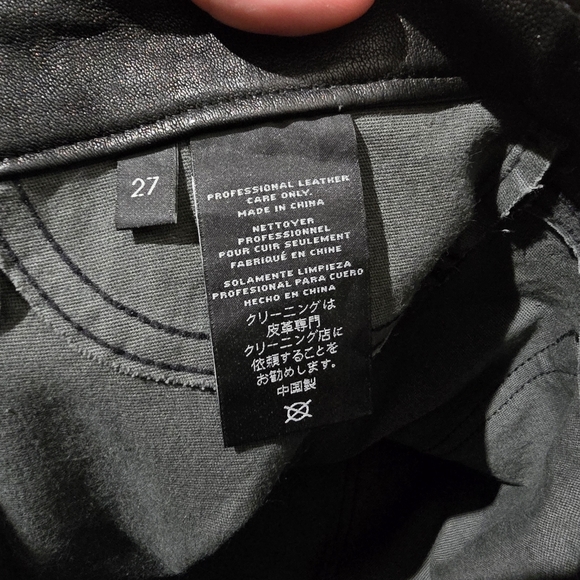 27
PROFESSIONAL LEATHER
CARE ONLY.
MADE IN CHINA
NETTOYER
PROFESSIONNEL
POUR CUIR SEULEMENT
FABRIQUÉ EN CHINE
SOLAMENTE LIMPIEZA
PROFESIONAL PARA CUERO
HECHO EN CHINA
クリーニングは
皮革専門
クリーニング店に
依頼することを
お勧めします。
中国製